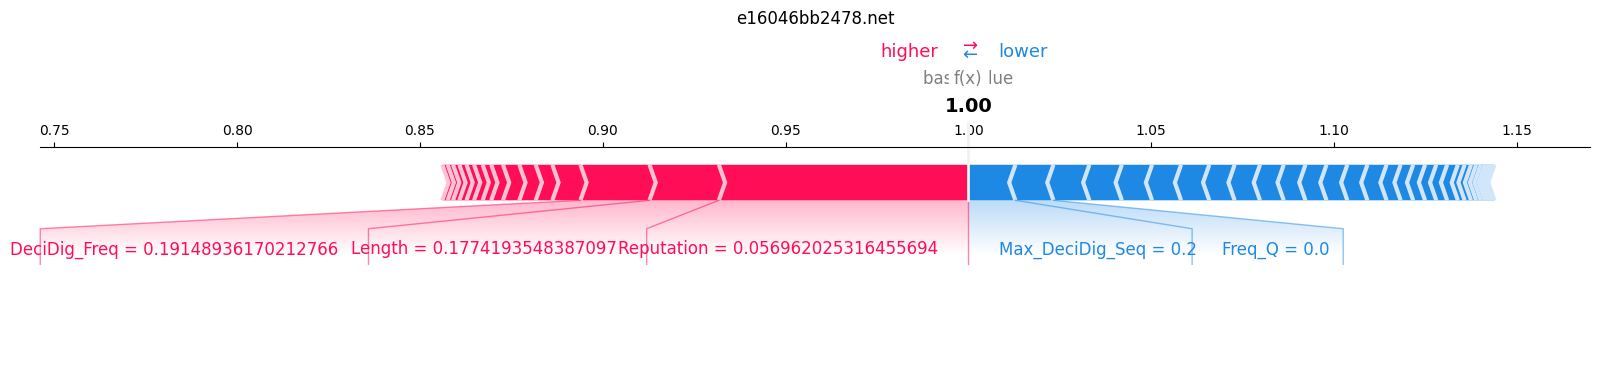 e16046bb2478.net
higher ⇄ lower
bas f(x) lue
1.00
0.75 0.80 0.85 0.90 0.95 1.00 1.05 1.10 1.15
DeciDig_Freq = 0.19148936170212766 Length = 0.1774193548387097 Reputation = 0.056962025316455694 Max_DeciDig_Seq = 0.2 Freq_Q = 0.0